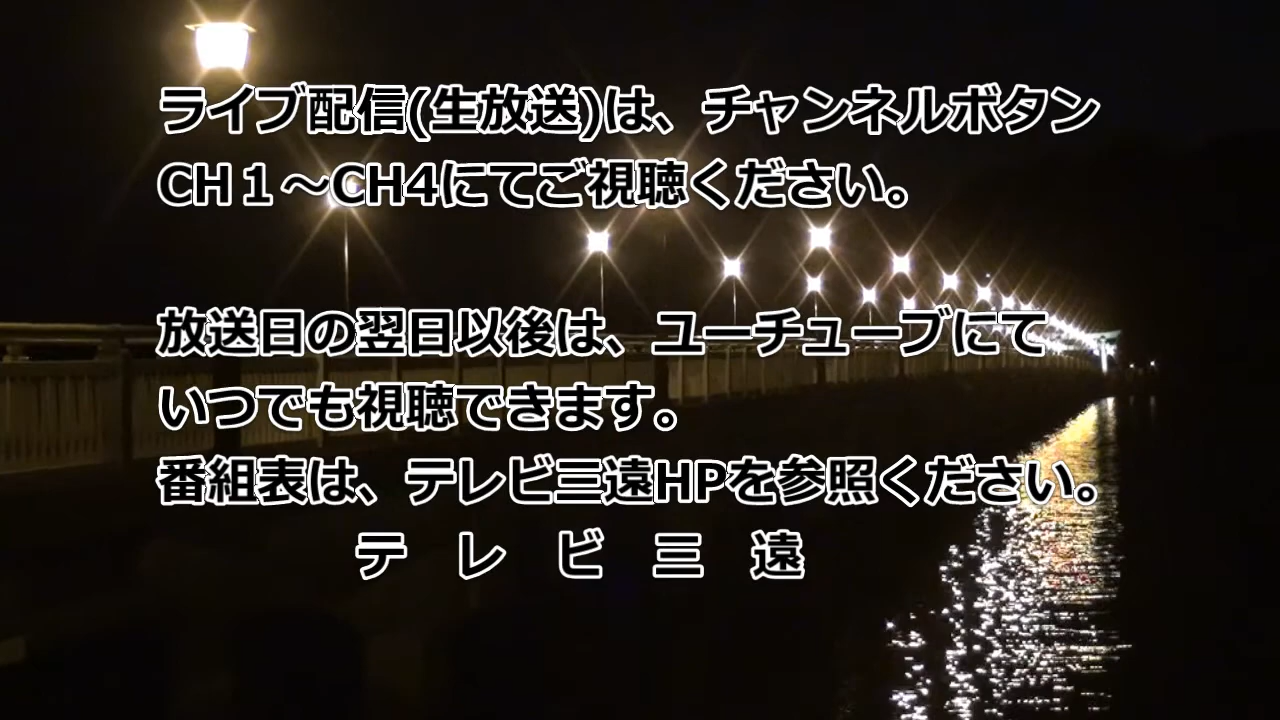 ライブ配信(生放送)は、チャンネルボタン
CH１～CH4にてご視聴ください。
放送日の翌日以後は、ユーチューブにて
いつでも視聴できます。
番組表は、テレビ三遠HPを参照ください。
テ　レ　ビ　三　遠